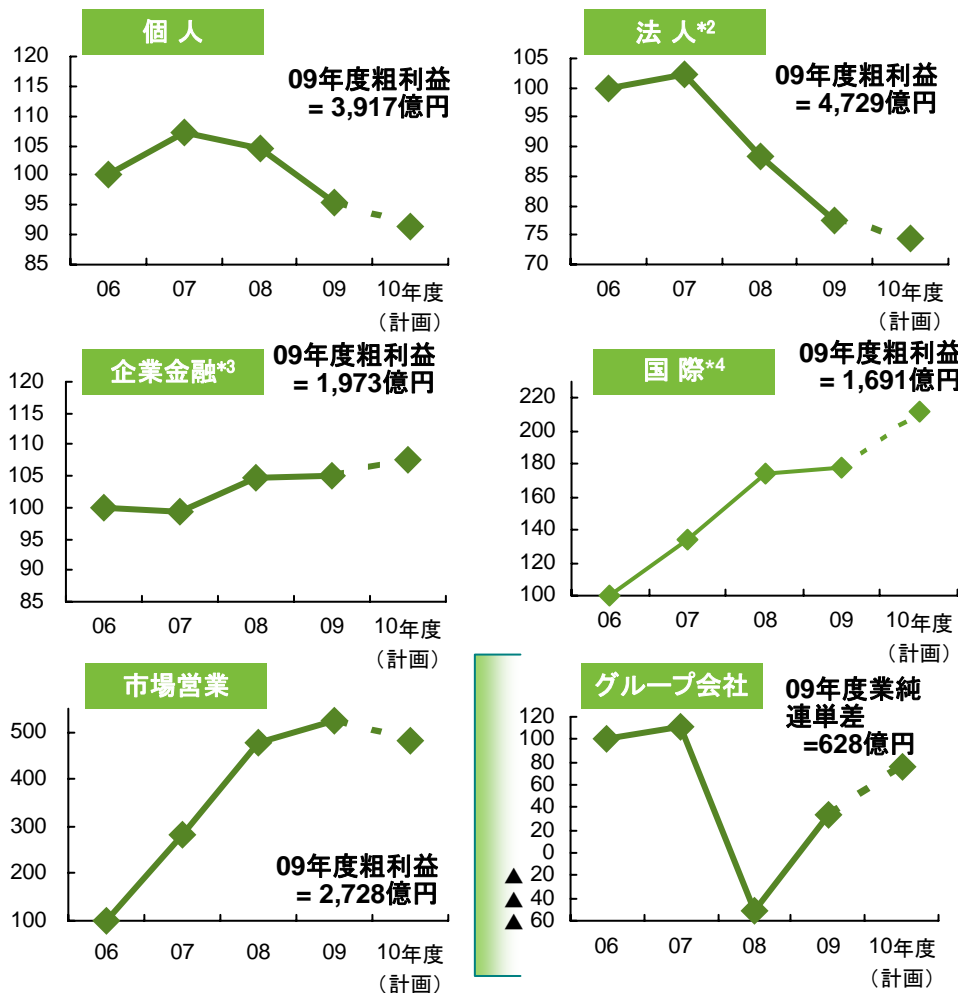 個 人
09年度粗利益
= 3,917億円
120
115
110
105
100
95
90
85
06 07 08 09 10年度
（計画）
法 人*2
09年度粗利益
= 4,729億円
105
100
95
90
85
80
75
70
06 07 08 09 10年度
（計画）
企業金融*3
09年度粗利益
= 1,973億円
120
115
110
105
100
95
90
85
06 07 08 09 10年度
（計画）
国 際*4
09年度粗利益
= 1,691億円
220
200
180
160
140
120
100
06 07 08 09 10年度
（計画）
市場営業
500
400
300
200
100
09年度粗利益
= 2,728億円
06 07 08 09 10年度
（計画）
グループ会社
09年度業純
連単差
=628億円
120
100
80
60
40
20
0
▲ 20
▲ 40
▲ 60
06 07 08 09 10年度
（計画）